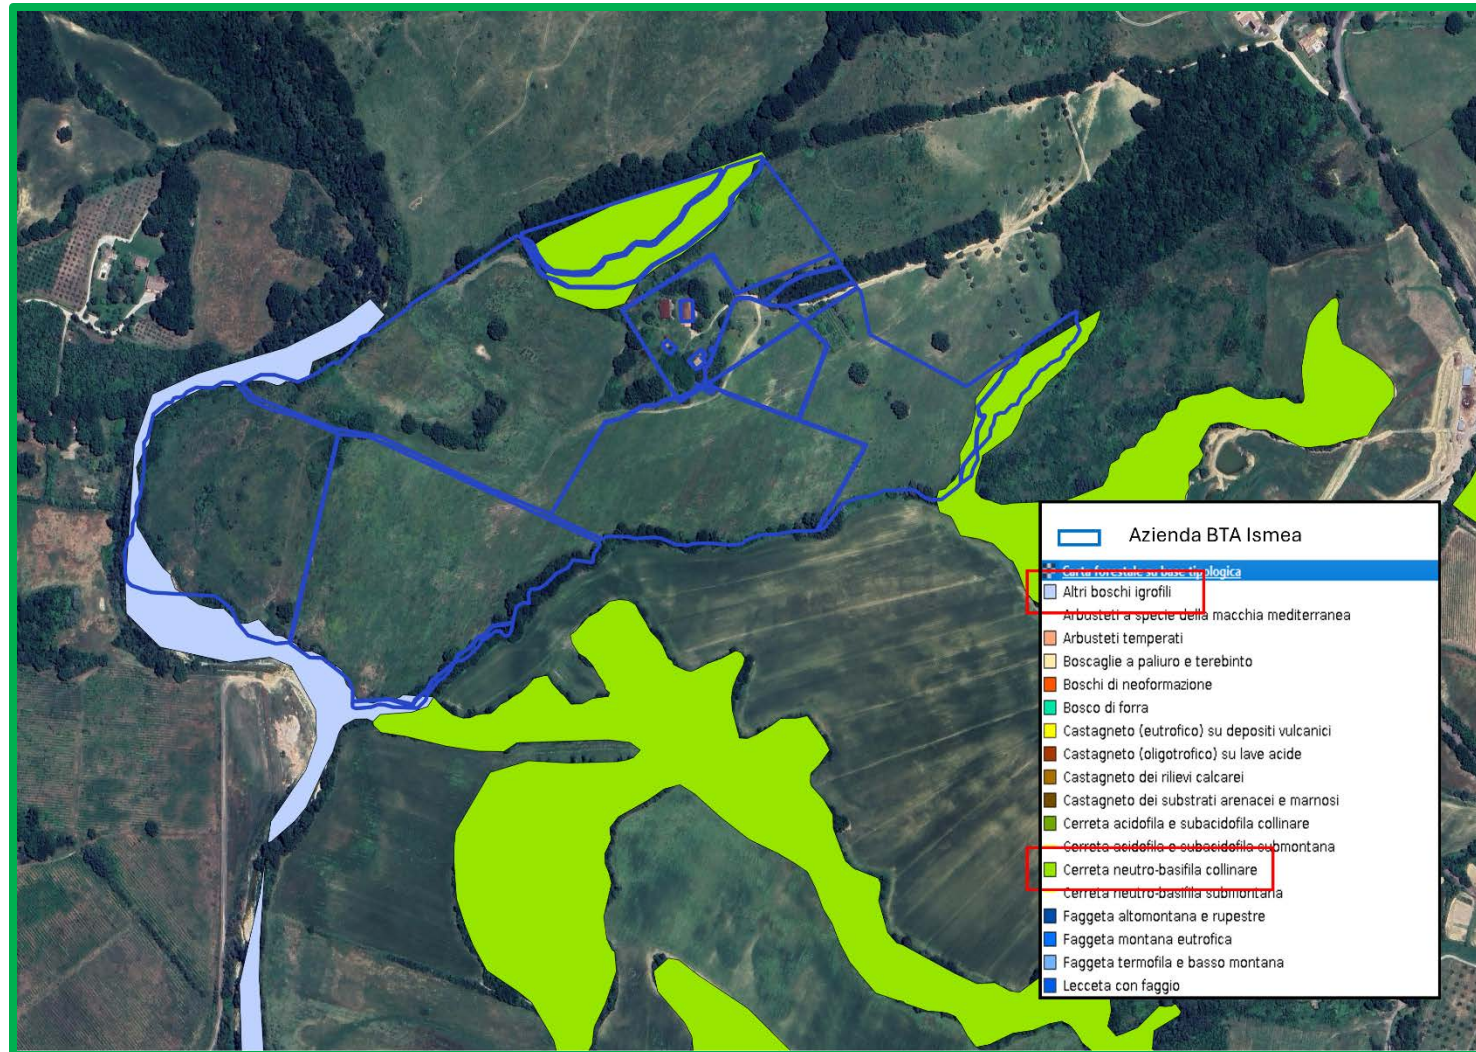 Azienda BTA Ismea
Carta forestale su base tipologica
Altri boschi igrofili
Arbusteti a specie della macchia mediterranea
Arbusteti temperati
Boscaglie a paliuro e terebinto
Boschi di neoformazione
Bosco di forra
Castagneto (eutrofico) su depositi vulcanici
Castagneto (oligotrofico) su lave acide
Castagneto dei rilievi calcarei
Castagneto dei substrati arenacei e marnosi
Cerreta acidofila e subacidofila collinare
Cerreta acidofila e subacidofila submontana
Cerreta neutro-basifila collinare
Cerreta neutro-basifila submontana
Faggeta altomontana e rupestre
Faggeta montana eutrofica
Faggeta termofila e basso montana
Lecceta con faggio